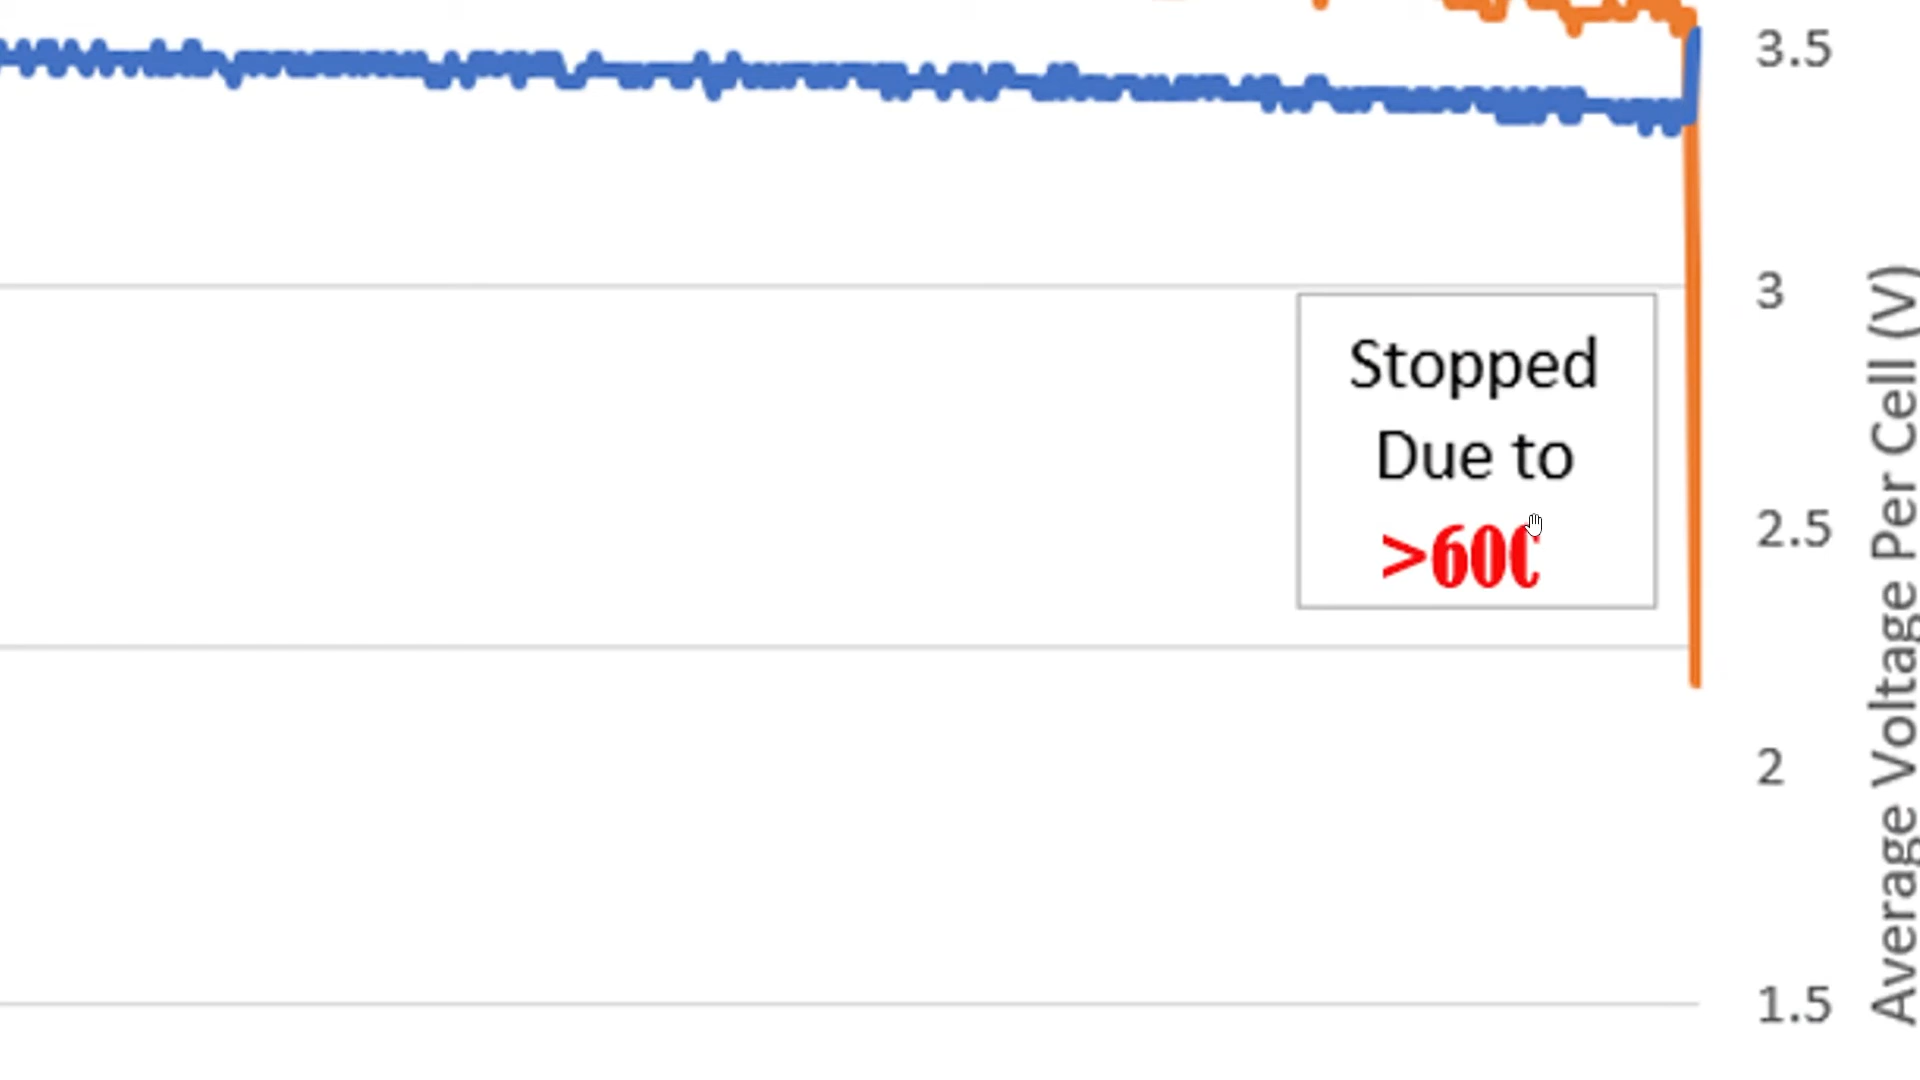 3.5
3
Stopped
Due to
>60C
2.5
2
1.5
Average Voltage Per Cell (V)